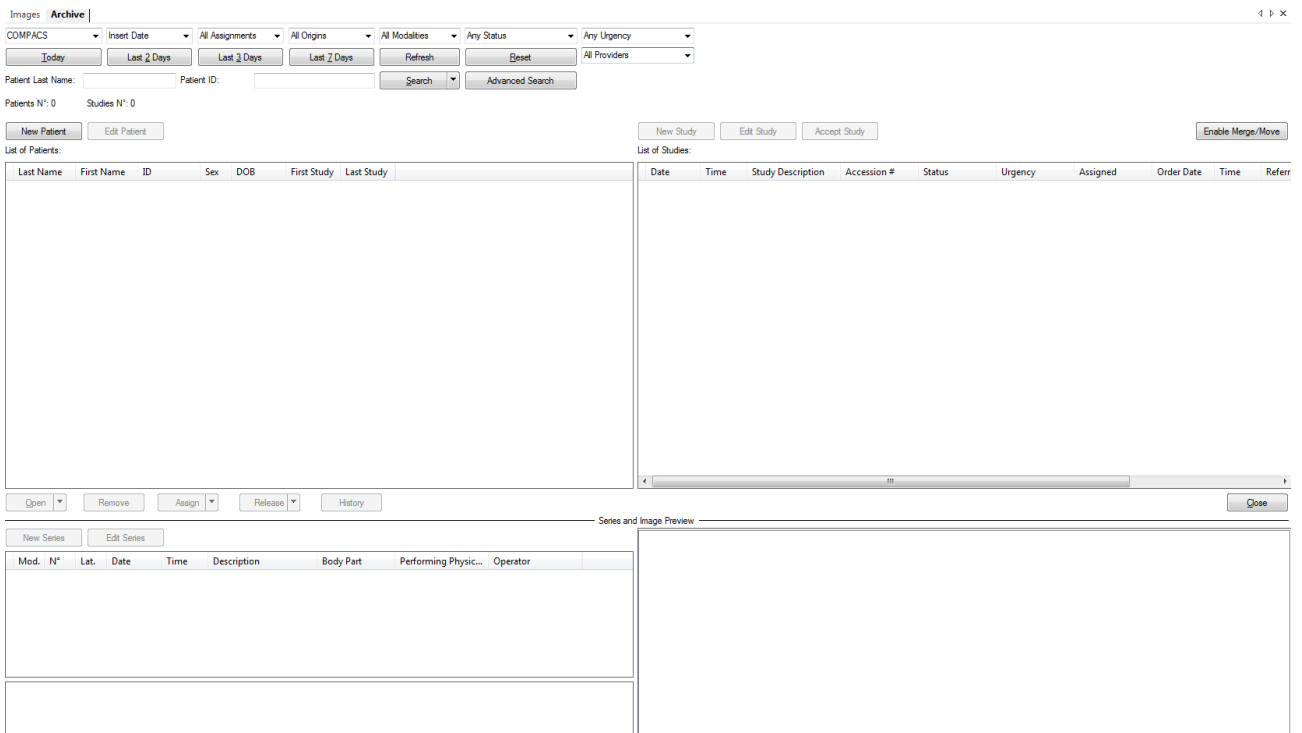 Images Archive
COMPACS Insert Date All Assignments All Origins All Modalities Any Status Any Urgency
Today Last 2 Days Last 3 Days Last 7 Days Refresh Reset All Providers
Patient Last Name: Patient ID: Search Advanced Search
Patients N°: 0 Studies N°: 0
New Patient Edit Patient New Study Edit Study Accept Study Enable Merge/Move
List of Patients: List of Studies:
Last Name First Name ID Sex DOB First Study Last Study Date Time Study Description Accession # Status Urgency Assigned Order Date Time Referr
Open Remove Assign Release History Close
Series and Image Preview
New Series Edit Series
Mod. N° Lat. Date Time Description Body Part Performing Physic... Operator